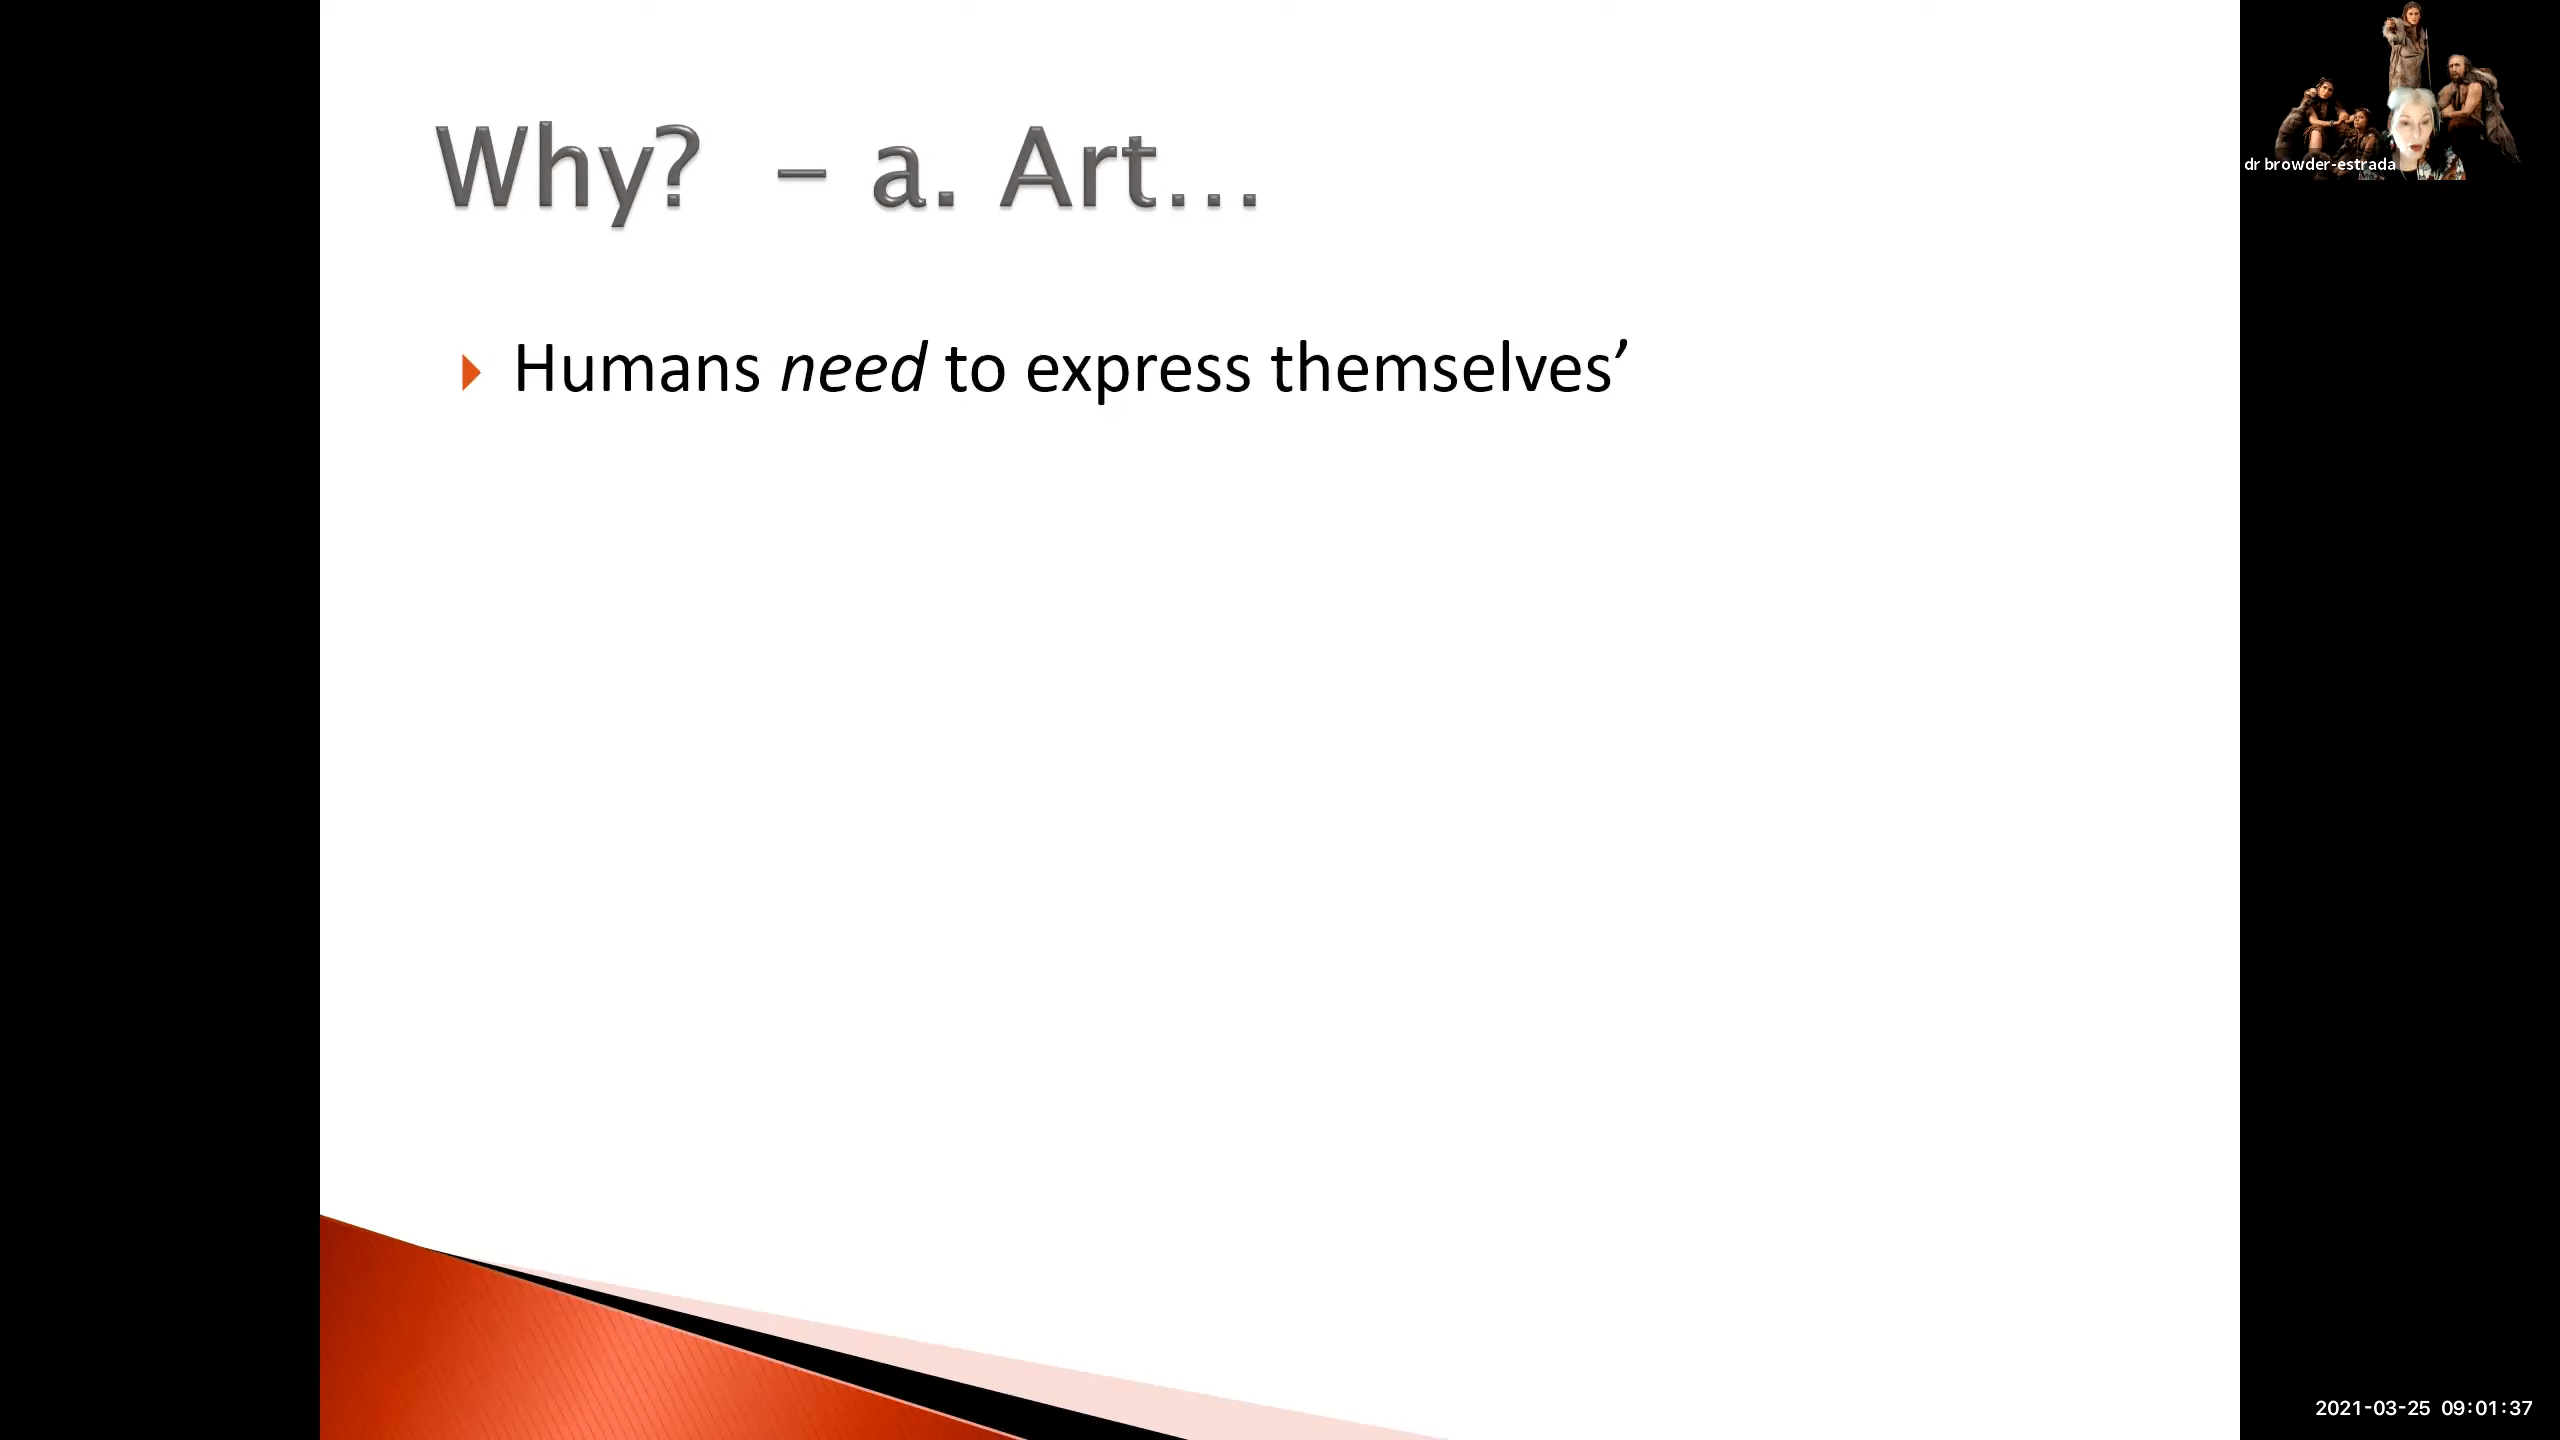 Why?  – a. Art…
Humans need to express themselves’
dr browder-estrada
2021-03-25 09:01:37